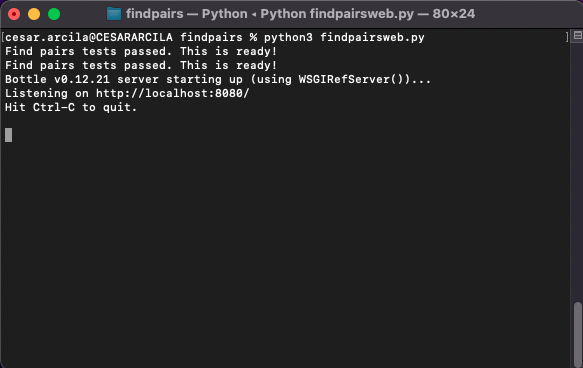 findpairs — Python ◂ Python findpairsweb.py — 80×24
[cesar.arcila@CESARARCILA findpairs % python3 findpairsweb.py ]
Find pairs tests passed. This is ready!
Find pairs tests passed. This is ready!
Bottle v0.12.21 server starting up (using WSGIRefServer())...
Listening on http://localhost:8080/
Hit Ctrl-C to quit.